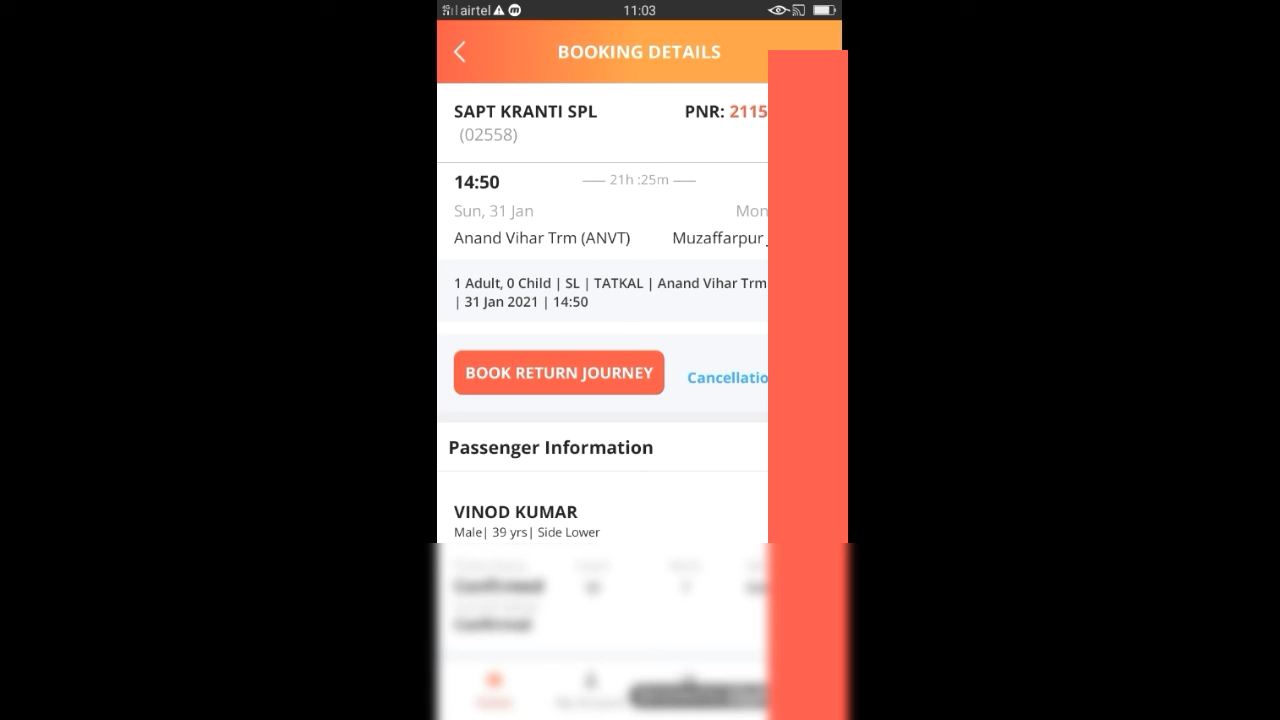 airtel 11:03
BOOKING DETAILS
SAPT KRANTI SPL PNR: 2115
(02558)
14:50 21h :25m
Sun, 31 Jan Mon
Anand Vihar Trm (ANVT) Muzaffarpur
1 Adult, 0 Child | SL | TATKAL | Anand Vihar Trm
| 31 Jan 2021 | 14:50
BOOK RETURN JOURNEY Cancellatio
Passenger Information
VINOD KUMAR
Male| 39 yrs| Side Lower
Confirmed
Confirmed